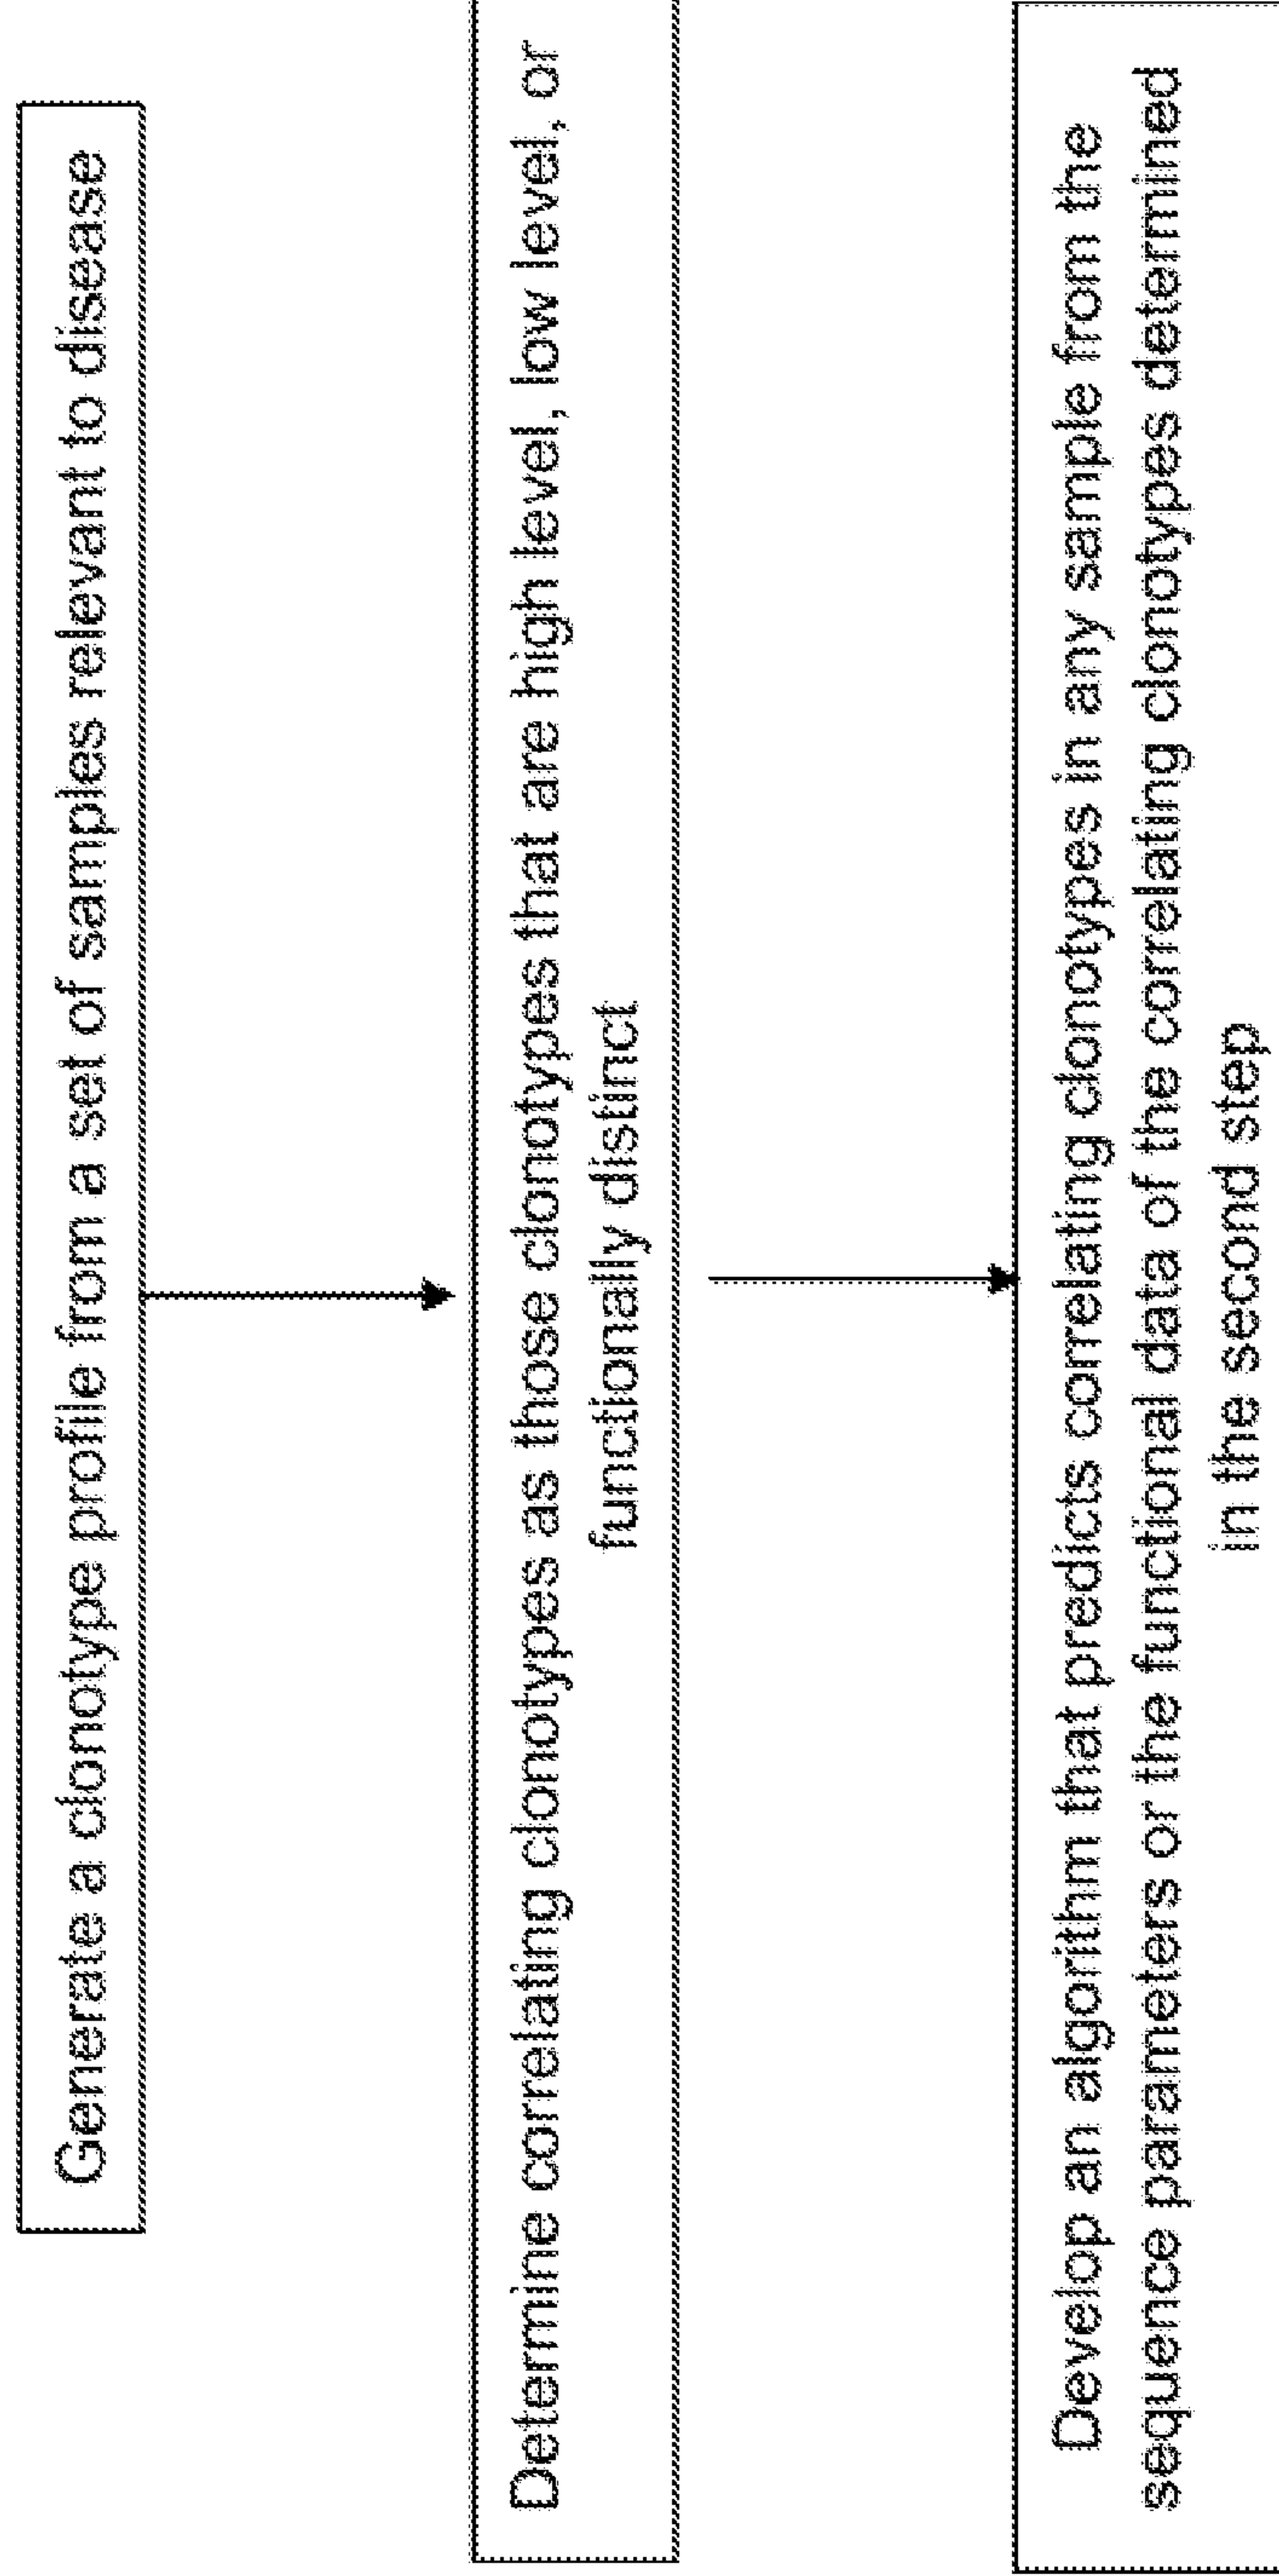 Generate a clonotype profile from a set of samples relevant to disease
Determine correlating clonotypes as those clonotypes that are high level, low level, or
functionally distinct
Develop an algorithm that predicts correlating clonotypes in any sample from the
sequence parameters or the functional data of the correlating clonotypes determined
in the second step